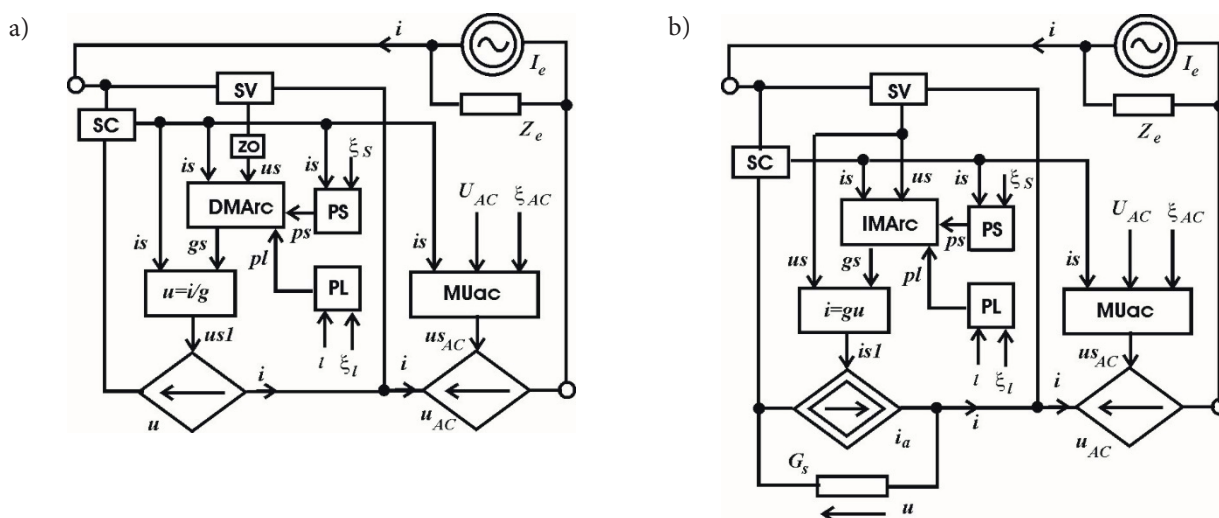 a)
i
I_e
SV
Z_e
SC
ZO
is
is
us
is
ξ_S
DMArc
PS
U_AC
ξ_AC
ps
is
gs
pl
is
u=i/g
PL
MUac
us1
l
ξ_l
us_AC
i
i
u
u_AC
b)
i
I_e
SV
Z_e
SC
is
us
is
ξ_S
IMArc
PS
U_AC
ξ_AC
ps
us
gs
pl
is
i=gu
PL
MUac
is1
l
ξ_l
us_AC
i
i_a
i
u_AC
G_s
u